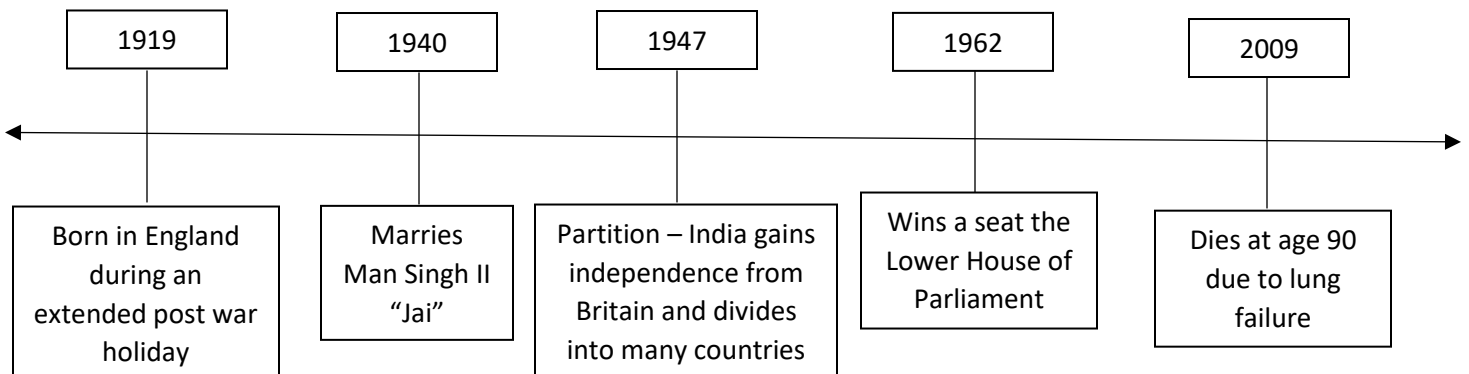 1919
1940
1947
1962
2009
Born in England
during an
extended post war
holiday
Marries
Man Singh II
“Jai”
Partition – India gains
independence from
Britain and divides
into many countries
Wins a seat the
Lower House of
Parliament
Dies at age 90
due to lung
failure